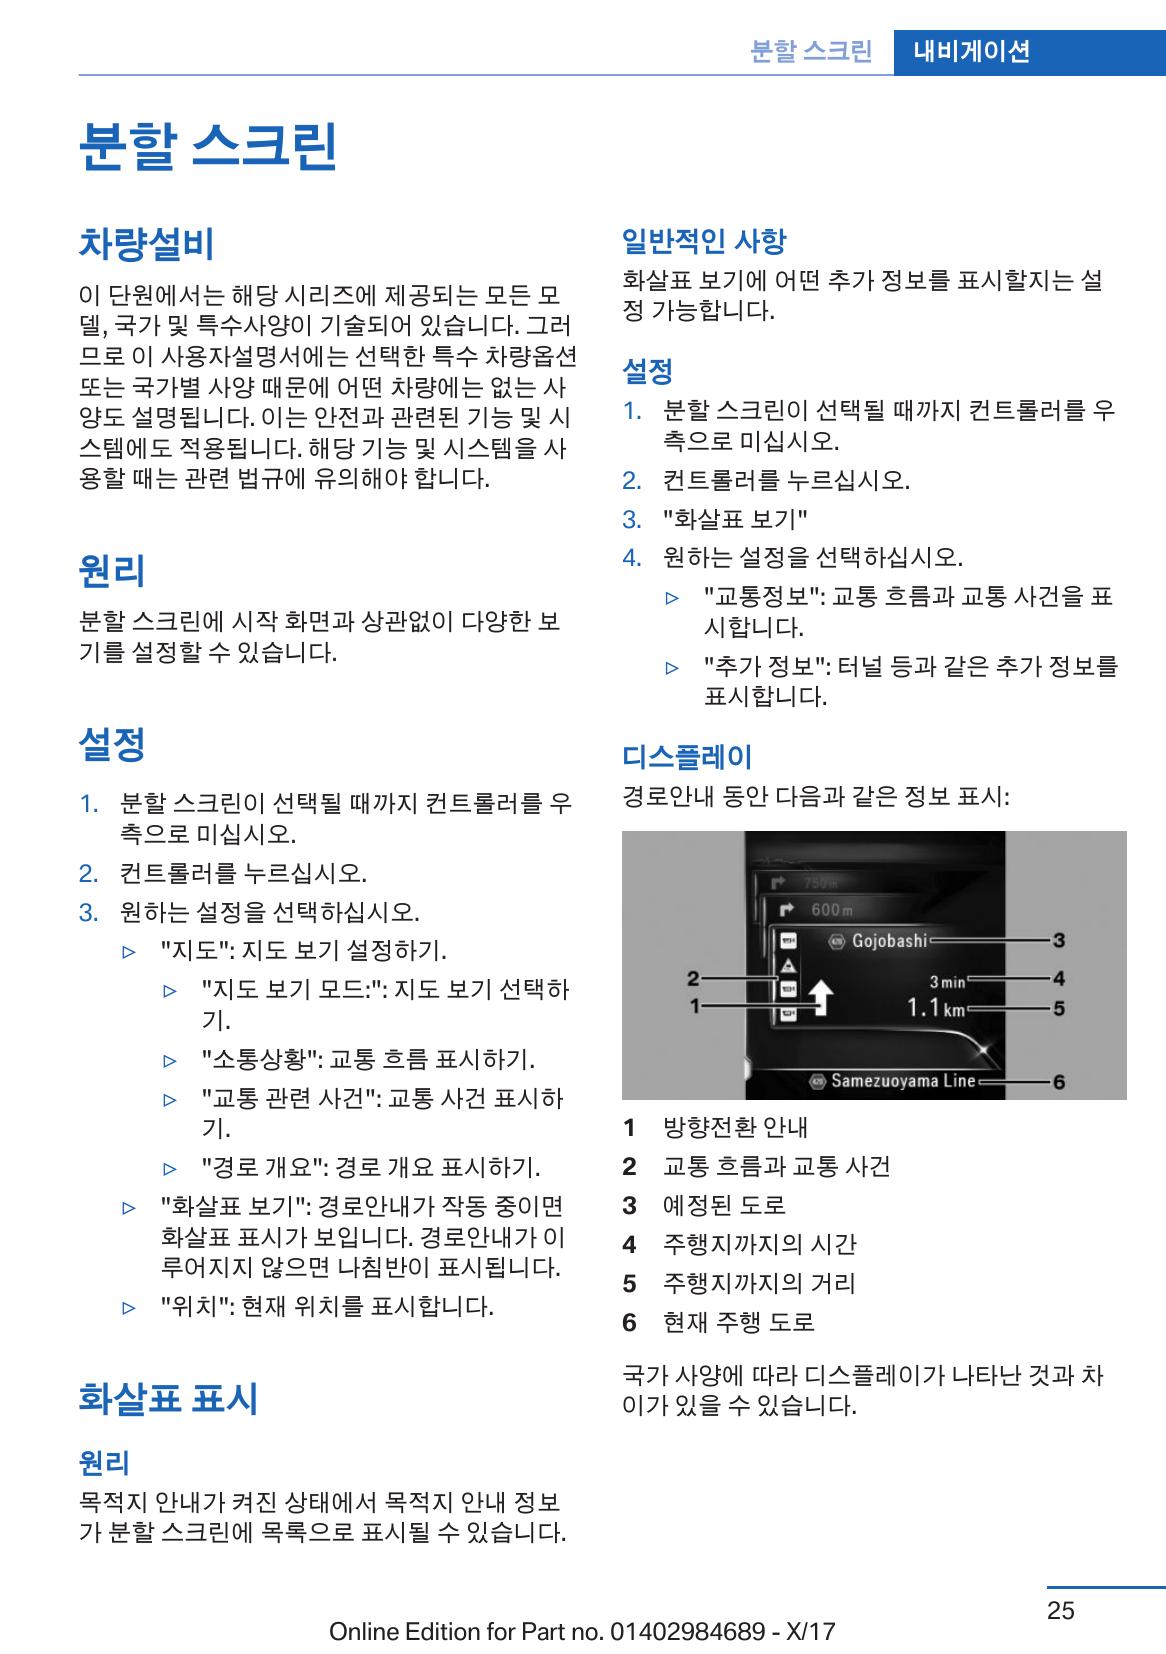 분할 스크린 내비게이션
분할 스크린
차량설비
이 단원에서는 해당 시리즈에 제공되는 모든 모
델, 국가 및 특수사양이 기술되어 있습니다. 그러
므로 이 사용자설명서에는 선택한 특수 차량옵션
또는 국가별 사양 때문에 어떤 차량에는 없는 사
양도 설명됩니다. 이는 안전과 관련된 기능 및 시
스템에도 적용됩니다. 해당 기능 및 시스템을 사
용할 때는 관련 법규에 유의해야 합니다.
원리
분할 스크린에 시작 화면과 상관없이 다양한 보
기를 설정할 수 있습니다.
설정
1. 분할 스크린이 선택될 때까지 컨트롤러를 우
측으로 미십시오.
2. 컨트롤러를 누르십시오.
3. 원하는 설정을 선택하십시오.
▷ "지도": 지도 보기 설정하기.
▷ "지도 보기 모드:": 지도 보기 선택하
기.
▷ "소통상황": 교통 흐름 표시하기.
▷ "교통 관련 사건": 교통 사건 표시하
기.
▷ "경로 개요": 경로 개요 표시하기.
▷ "화살표 보기": 경로안내가 작동 중이면
화살표 표시가 보입니다. 경로안내가 이
루어지지 않으면 나침반이 표시됩니다.
▷ "위치": 현재 위치를 표시합니다.
화살표 표시
원리
목적지 안내가 켜진 상태에서 목적지 안내 정보
가 분할 스크린에 목록으로 표시될 수 있습니다.
일반적인 사항
화살표 보기에 어떤 추가 정보를 표시할지는 설
정 가능합니다.
설정
1. 분할 스크린이 선택될 때까지 컨트롤러를 우
측으로 미십시오.
2. 컨트롤러를 누르십시오.
3. "화살표 보기"
4. 원하는 설정을 선택하십시오.
▷ "교통정보": 교통 흐름과 교통 사건을 표
시합니다.
▷ "추가 정보": 터널 등과 같은 추가 정보를
표시합니다.
디스플레이
경로안내 동안 다음과 같은 정보 표시:
750 m
600 m
Gojobashi 3
2 3 min 4
1 1.1 km 5
Samezuoyama Line 6
1 방향전환 안내
2 교통 흐름과 교통 사건
3 예정된 도로
4 주행지까지의 시간
5 주행지까지의 거리
6 현재 주행 도로
국가 사양에 따라 디스플레이가 나타난 것과 차
이가 있을 수 있습니다.
25
Online Edition for Part no. 01402984689 - X/17